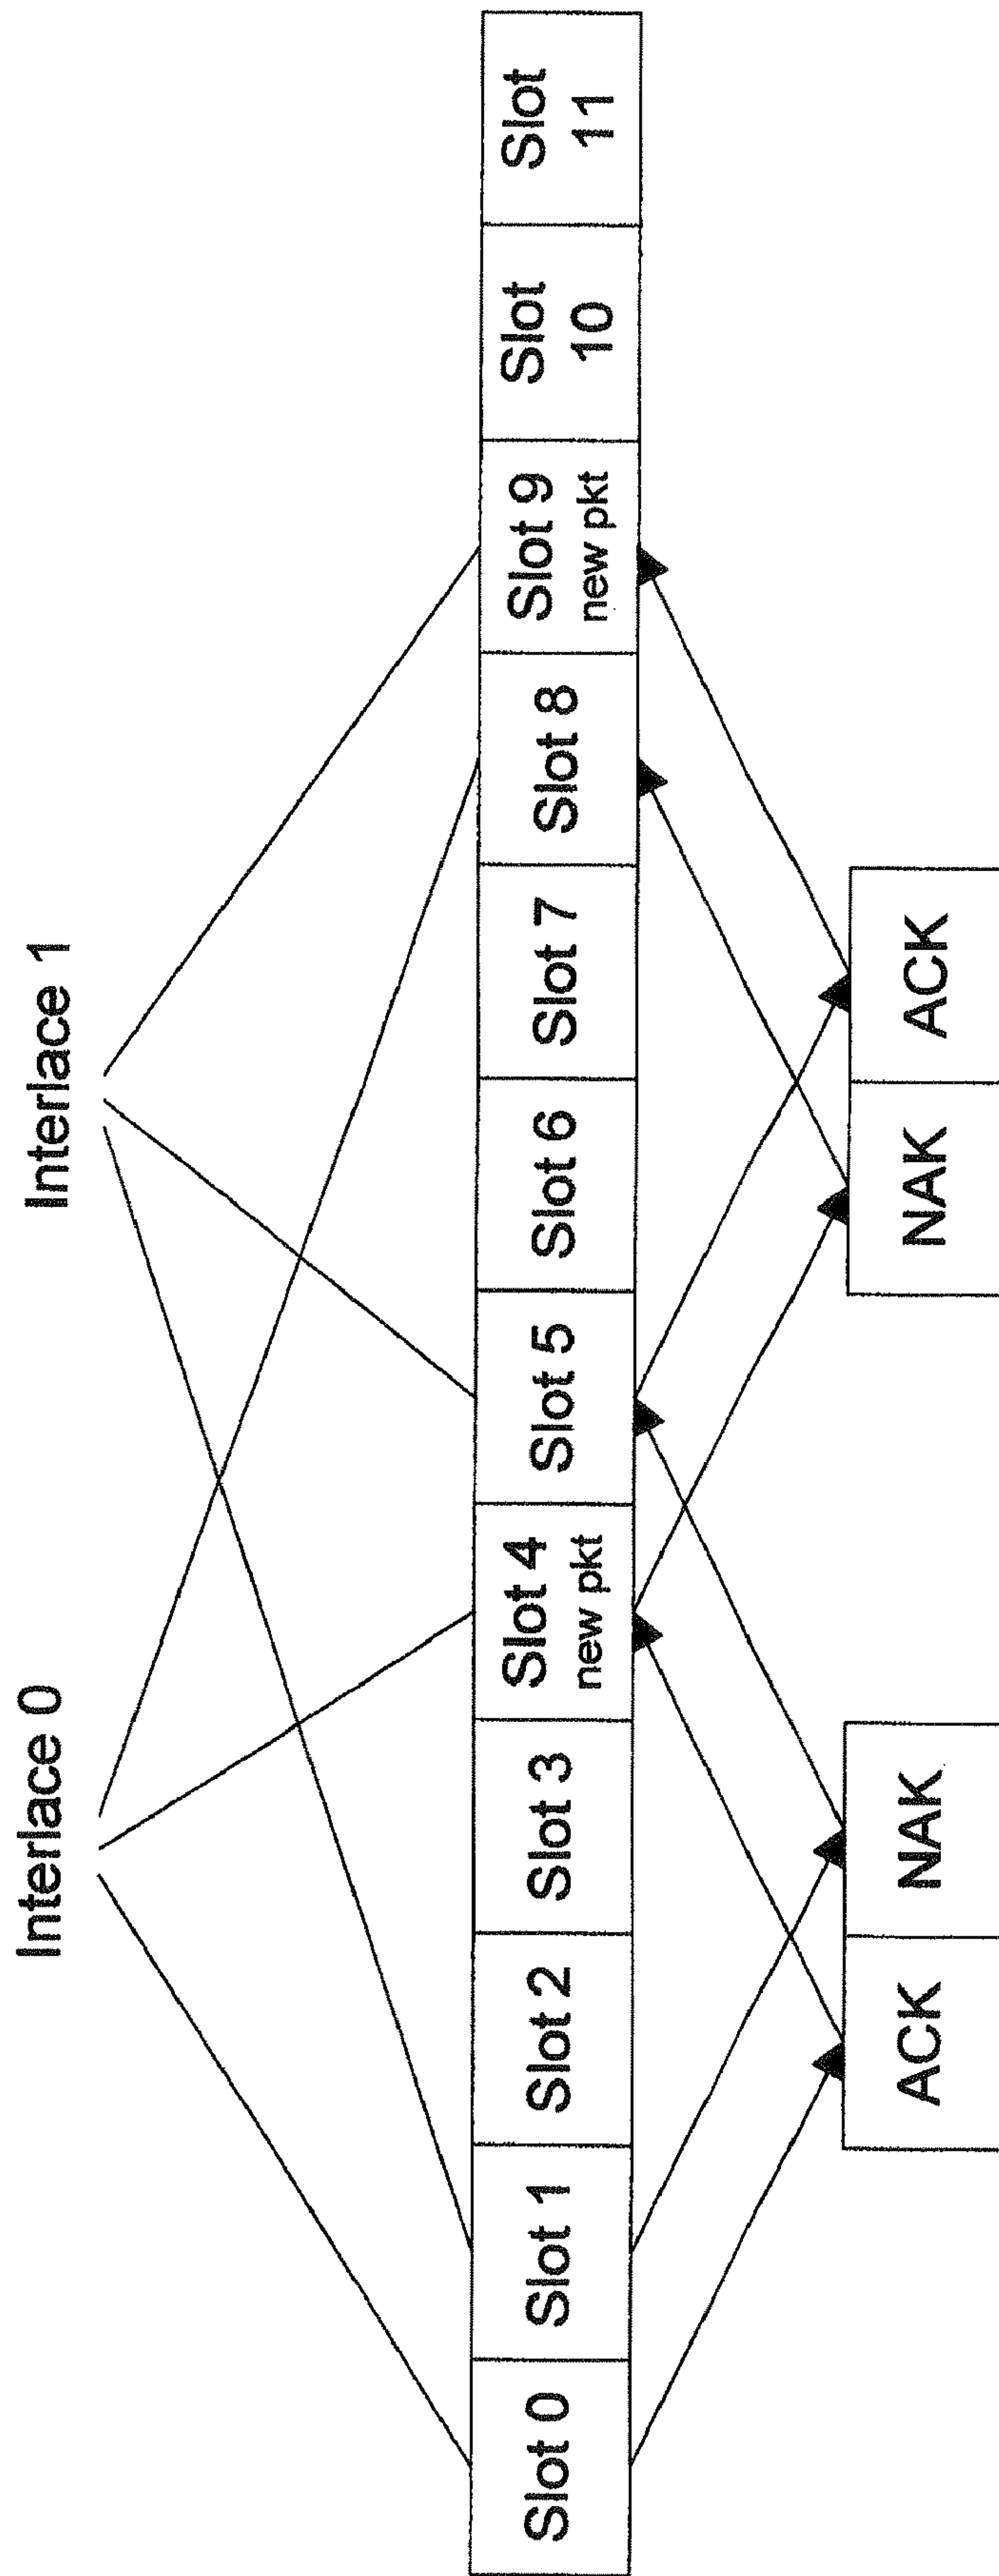 Interlace 0
Interlace 1
Slot 0
Slot 1
Slot 2
Slot 3
Slot 4
new pkt
Slot 5
Slot 6
Slot 7
Slot 8
Slot 9
new pkt
Slot
10
Slot
11
ACK
NAK
NAK
ACK